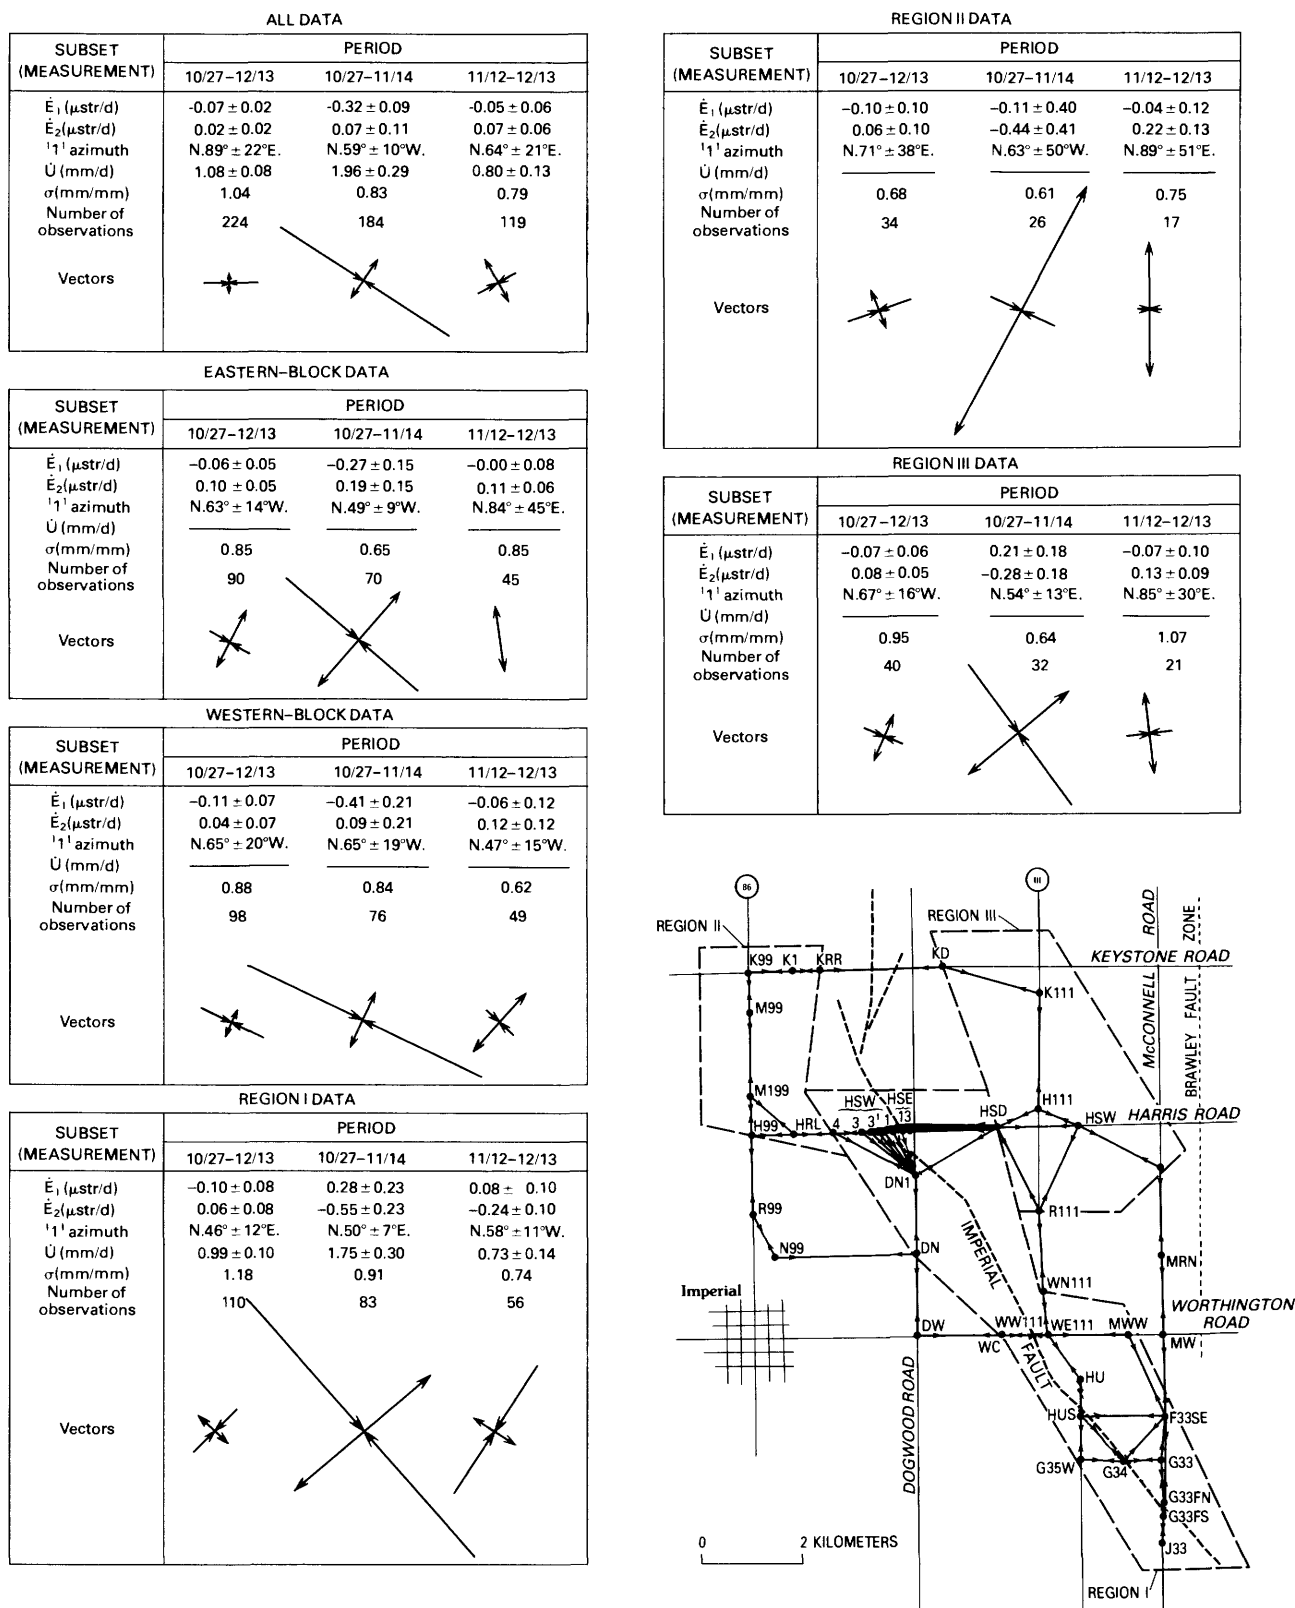 ALL DATA
SUBSET (MEASUREMENT) PERIOD
10/27–12/13 10/27–11/14 11/12–12/13
Ė₁ (μstr/d) -0.07 ± 0.02 -0.32 ± 0.09 -0.05 ± 0.06
Ė₂(μstr/d) 0.02 ± 0.02 0.07 ± 0.11 0.07 ± 0.06
'1' azimuth N.89° ± 22°E. N.59° ± 10°W. N.64° ± 21°E.
U̇ (mm/d) 1.08 ± 0.08 1.96 ± 0.29 0.80 ± 0.13
σ(mm/mm) 1.04 0.83 0.79
Number of observations 224 184 119
Vectors
EASTERN–BLOCK DATA
SUBSET (MEASUREMENT) PERIOD
10/27–12/13 10/27–11/14 11/12–12/13
Ė₁ (μstr/d) −0.06 ± 0.05 −0.27 ± 0.15 −0.00 ± 0.08
Ė₂(μstr/d) 0.10 ± 0.05 0.19 ± 0.15 0.11 ± 0.06
'1' azimuth N.63° ± 14°W. N.49° ± 9°W. N.84° ± 45°E.
U̇ (mm/d)
σ(mm/mm) 0.85 0.65 0.85
Number of observations 90 70 45
Vectors
WESTERN–BLOCK DATA
SUBSET (MEASUREMENT) PERIOD
10/27–12/13 10/27–11/14 11/12–12/13
Ė₁ (μstr/d) −0.11 ± 0.07 −0.41 ± 0.21 −0.06 ± 0.12
Ė₂(μstr/d) 0.04 ± 0.07 0.09 ± 0.21 0.12 ± 0.12
'1' azimuth N.65° ± 20°W. N.65° ± 19°W. N.47° ± 15°W.
U̇ (mm/d)
σ(mm/mm) 0.88 0.84 0.62
Number of observations 98 76 49
Vectors
REGION I DATA
SUBSET (MEASUREMENT) PERIOD
10/27–12/13 10/27–11/14 11/12–12/13
Ė₁ (μstr/d) −0.10 ± 0.08 0.28 ± 0.23 0.08 ± 0.10
Ė₂(μstr/d) 0.06 ± 0.08 −0.55 ± 0.23 −0.24 ± 0.10
'1' azimuth N.46° ± 12°E. N.50° ± 7°E. N.58° ± 11°W.
U̇ (mm/d) 0.99 ± 0.10 1.75 ± 0.30 0.73 ± 0.14
σ(mm/mm) 1.18 0.91 0.74
Number of observations 110 83 56
Vectors
REGION II DATA
SUBSET (MEASUREMENT) PERIOD
10/27–12/13 10/27–11/14 11/12–12/13
Ė₁ (μstr/d) −0.10 ± 0.10 −0.11 ± 0.40 −0.04 ± 0.12
Ė₂(μstr/d) 0.06 ± 0.10 −0.44 ± 0.41 0.22 ± 0.13
'1' azimuth N.71° ± 38°E. N.63° ± 50°W. N.89° ± 51°E.
U̇ (mm/d)
σ(mm/mm) 0.68 0.61 0.75
Number of observations 34 26 17
Vectors
REGION III DATA
SUBSET (MEASUREMENT) PERIOD
10/27–12/13 10/27–11/14 11/12–12/13
Ė₁ (μstr/d) −0.07 ± 0.06 0.21 ± 0.18 −0.07 ± 0.10
Ė₂(μstr/d) 0.08 ± 0.05 −0.28 ± 0.18 0.13 ± 0.09
'1' azimuth N.67° ± 16°W. N.54° ± 13°E. N.85° ± 30°E.
U̇ (mm/d)
σ(mm/mm) 0.95 0.64 1.07
Number of observations 40 32 21
Vectors
86
111
REGION II
REGION III
McCONNELL ROAD
BRAWLEY FAULT ZONE
KEYSTONE ROAD
K99 K1 KRR KD
K111
M99
M199
HSW HSE
H111
HARRIS ROAD
H99 HRL 4 3 3' 1 13 HSD HSW
DN1
R99
R111
N99 DN
MRN
IMPERIAL FAULT
WN111
Imperial
WORTHINGTON ROAD
DW WC WW111 WE111 MWW MW
HU
DOGWOOD ROAD
HUS F33SE
G35W G34 G33
G33FN
G33FS
J33
0 2 KILOMETERS
REGION I